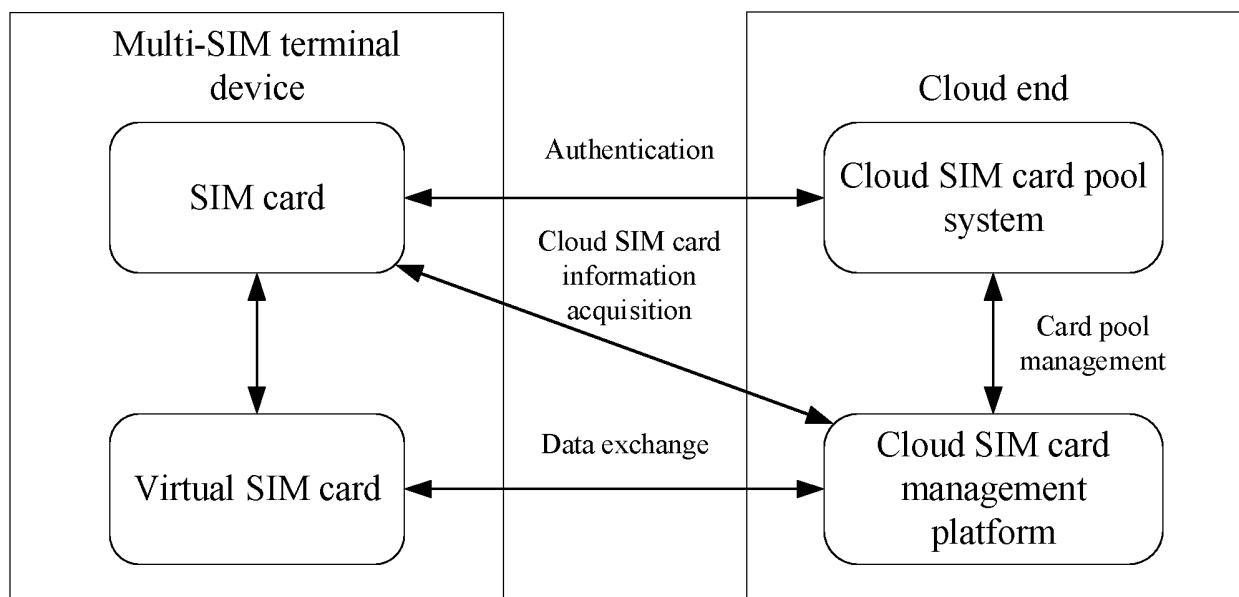 Multi-SIM terminal
device
SIM card
Virtual SIM card
Authentication
Cloud SIM card
information
acquisition
Data exchange
Cloud end
Cloud SIM card pool
system
Card pool
management
Cloud SIM card
management
platform